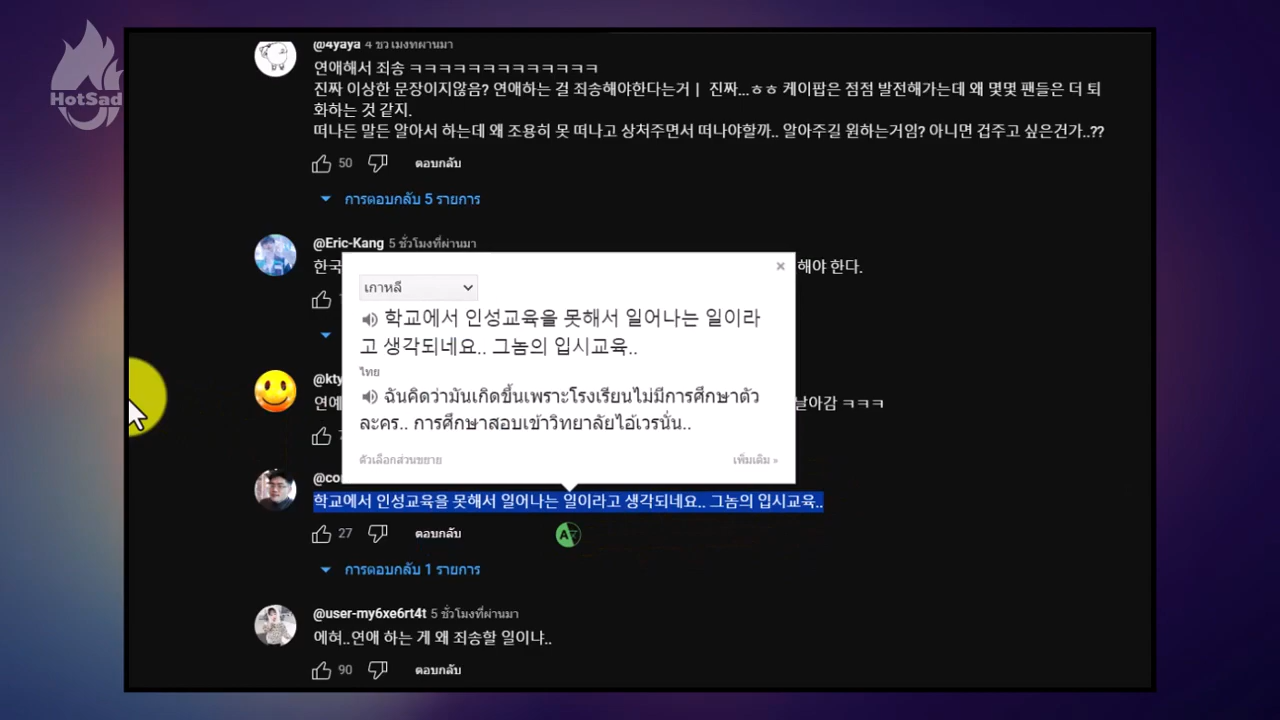 HotSad
@4yaya 4 ชั่วโมงที่ผ่านมา
연애해서 죄송 ㅋㅋㅋㅋㅋㅋㅋㅋㅋㅋㅋㅋㅋ
진짜 이상한 문장이지않음? 연애하는 걸 죄송해야한다는거ㅣ 진짜...ㅎㅎ 케이팝은 점점 발전해가는데 왜 몇몇 팬들은 더 퇴
화하는 것 같지.
떠나든 말든 알아서 하는데 왜 조용히 못 떠나고 상처주면서 떠나야할까.. 알아주길 원하는거임? 아니면 겁주고 싶은건가..??
50 ตอบกลับ
การตอบกลับ 5 รายการ
@Eric-Kang 5 ชั่วโมงที่ผ่านมา
한국 해야 한다.
เกาหลี
학교에서 인성교육을 못해서 일어나는 일이라
고 생각되네요.. 그놈의 입시교육..
ไทย
ฉันคิดว่ามันเกิดขึ้นเพราะโรงเรียนไม่มีการศึกษาตัว
ละคร.. การศึกษาสอบเข้าวิทยาลัยไอ้เวรนั่น..
ตัวเลือกส่วนขยาย เพิ่มเติม »
@kty
연예 날아감 ㅋㅋㅋ
@co
학교에서 인성교육을 못해서 일어나는 일이라고 생각되네요.. 그놈의 입시교육..
27 ตอบกลับ
การตอบกลับ 1 รายการ
@user-my6xe6rt4t 5 ชั่วโมงที่ผ่านมา
에혀..연애 하는 게 왜 죄송할 일이냐..
90 ตอบกลับ